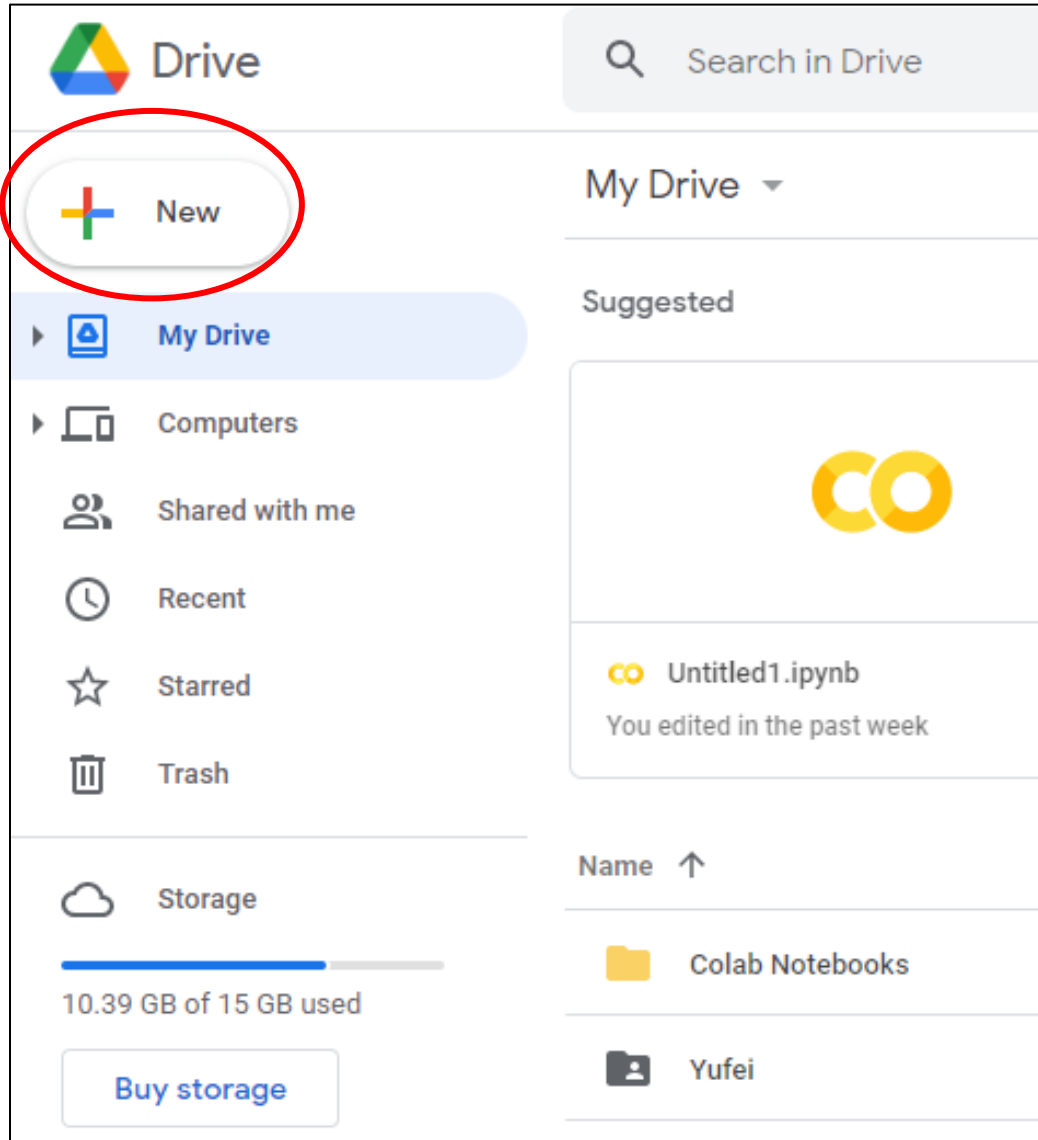 Drive
Search in Drive
New
My Drive
Computers
Shared with me
Recent
Starred
Trash
Storage
10.39 GB of 15 GB used
Buy storage
My Drive
Suggested
Untitled1.ipynb
You edited in the past week
Name
Colab Notebooks
Yufei